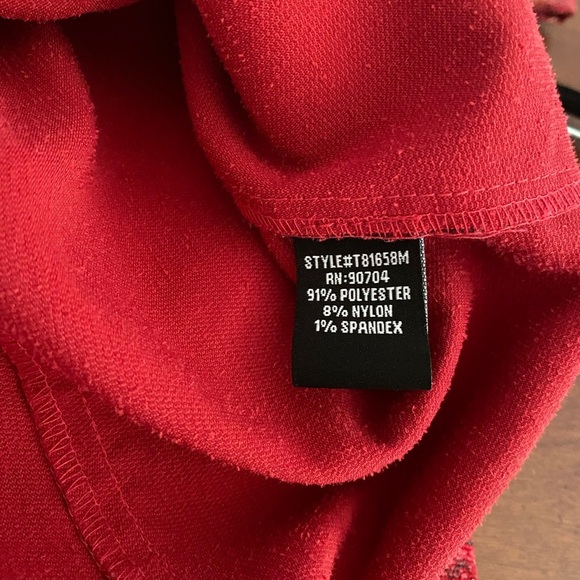 STYLE#T81658M
RN:90704
91% POLYESTER
8% NYLON
1% SPANDEX